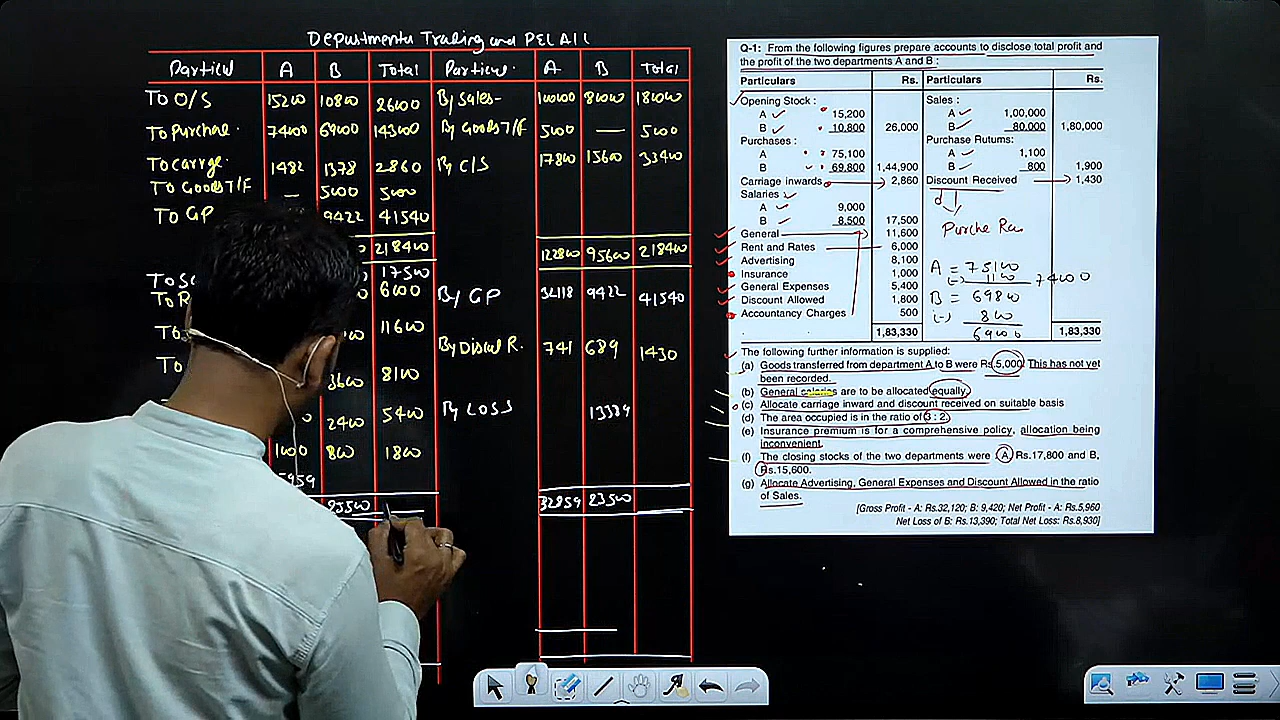 Departmental Trading and P&L A/c
Particul A B Total Particul. A B Total
To O/S 15200 10800 26000 By Sales- 100000 80000 180000
To Purchase. 74000 69000 143000 By Goods T/F 5000 — 5000
To carrge. 1482 1378 2860 By C/S 17800 15600 33400
To Goods T/F — 5000 5000
To GP 9422 41540
218400 122800 95600 218400
17500
6000 By GP 32118 9422 41540
11600
By Discut R. 741 689 1430
3600 8100
2400 5400 By Loss 13389
1000 800 1800
5959
23500 32859 23500
Q-1: From the following figures prepare accounts to disclose total profit and
the profit of the two departments A and B :
Particulars Rs. Particulars Rs.
Opening Stock : Sales :
A 15,200 A 1,00,000
B 10,800 26,000 B 80,000 1,80,000
Purchases : Purchase Ruturns:
A 75,100 A 1,100
B 69,800 1,44,900 B 800 1,900
Carriage inwards 2,860 Discount Received 1,430
Salaries
A 9,000
B 8,500 17,500
General 11,600
Rent and Rates 6,000
Advertising 8,100
Insurance 1,000
General Expenses 5,400
Discount Allowed 1,800
Accountancy Charges 500
1,83,330 1,83,330
Purche Ra
A = 75100
(-) 1100 74000
B = 69800
(-) 800
69000
The following further information is supplied:
(a) Goods transferred from department A to B were Rs.5,000. This has not yet
been recorded.
(b) General salaries are to be allocated equally.
(c) Allocate carriage inward and discount received on suitable basis
(d) The area occupied is in the ratio of 3 : 2.
(e) Insurance premium is for a comprehensive policy, allocation being
inconvenient.
(f) The closing stocks of the two departments were : A Rs.17,800 and B,
Rs.15,600.
(g) Allocate Advertising, General Expenses and Discount Allowed in the ratio
of Sales.
[Gross Profit - A: Rs.32,120; B: 9,420; Net Profit - A: Rs.5,960
Net Loss of B: Rs.13,390; Total Net Loss: Rs.8,930]